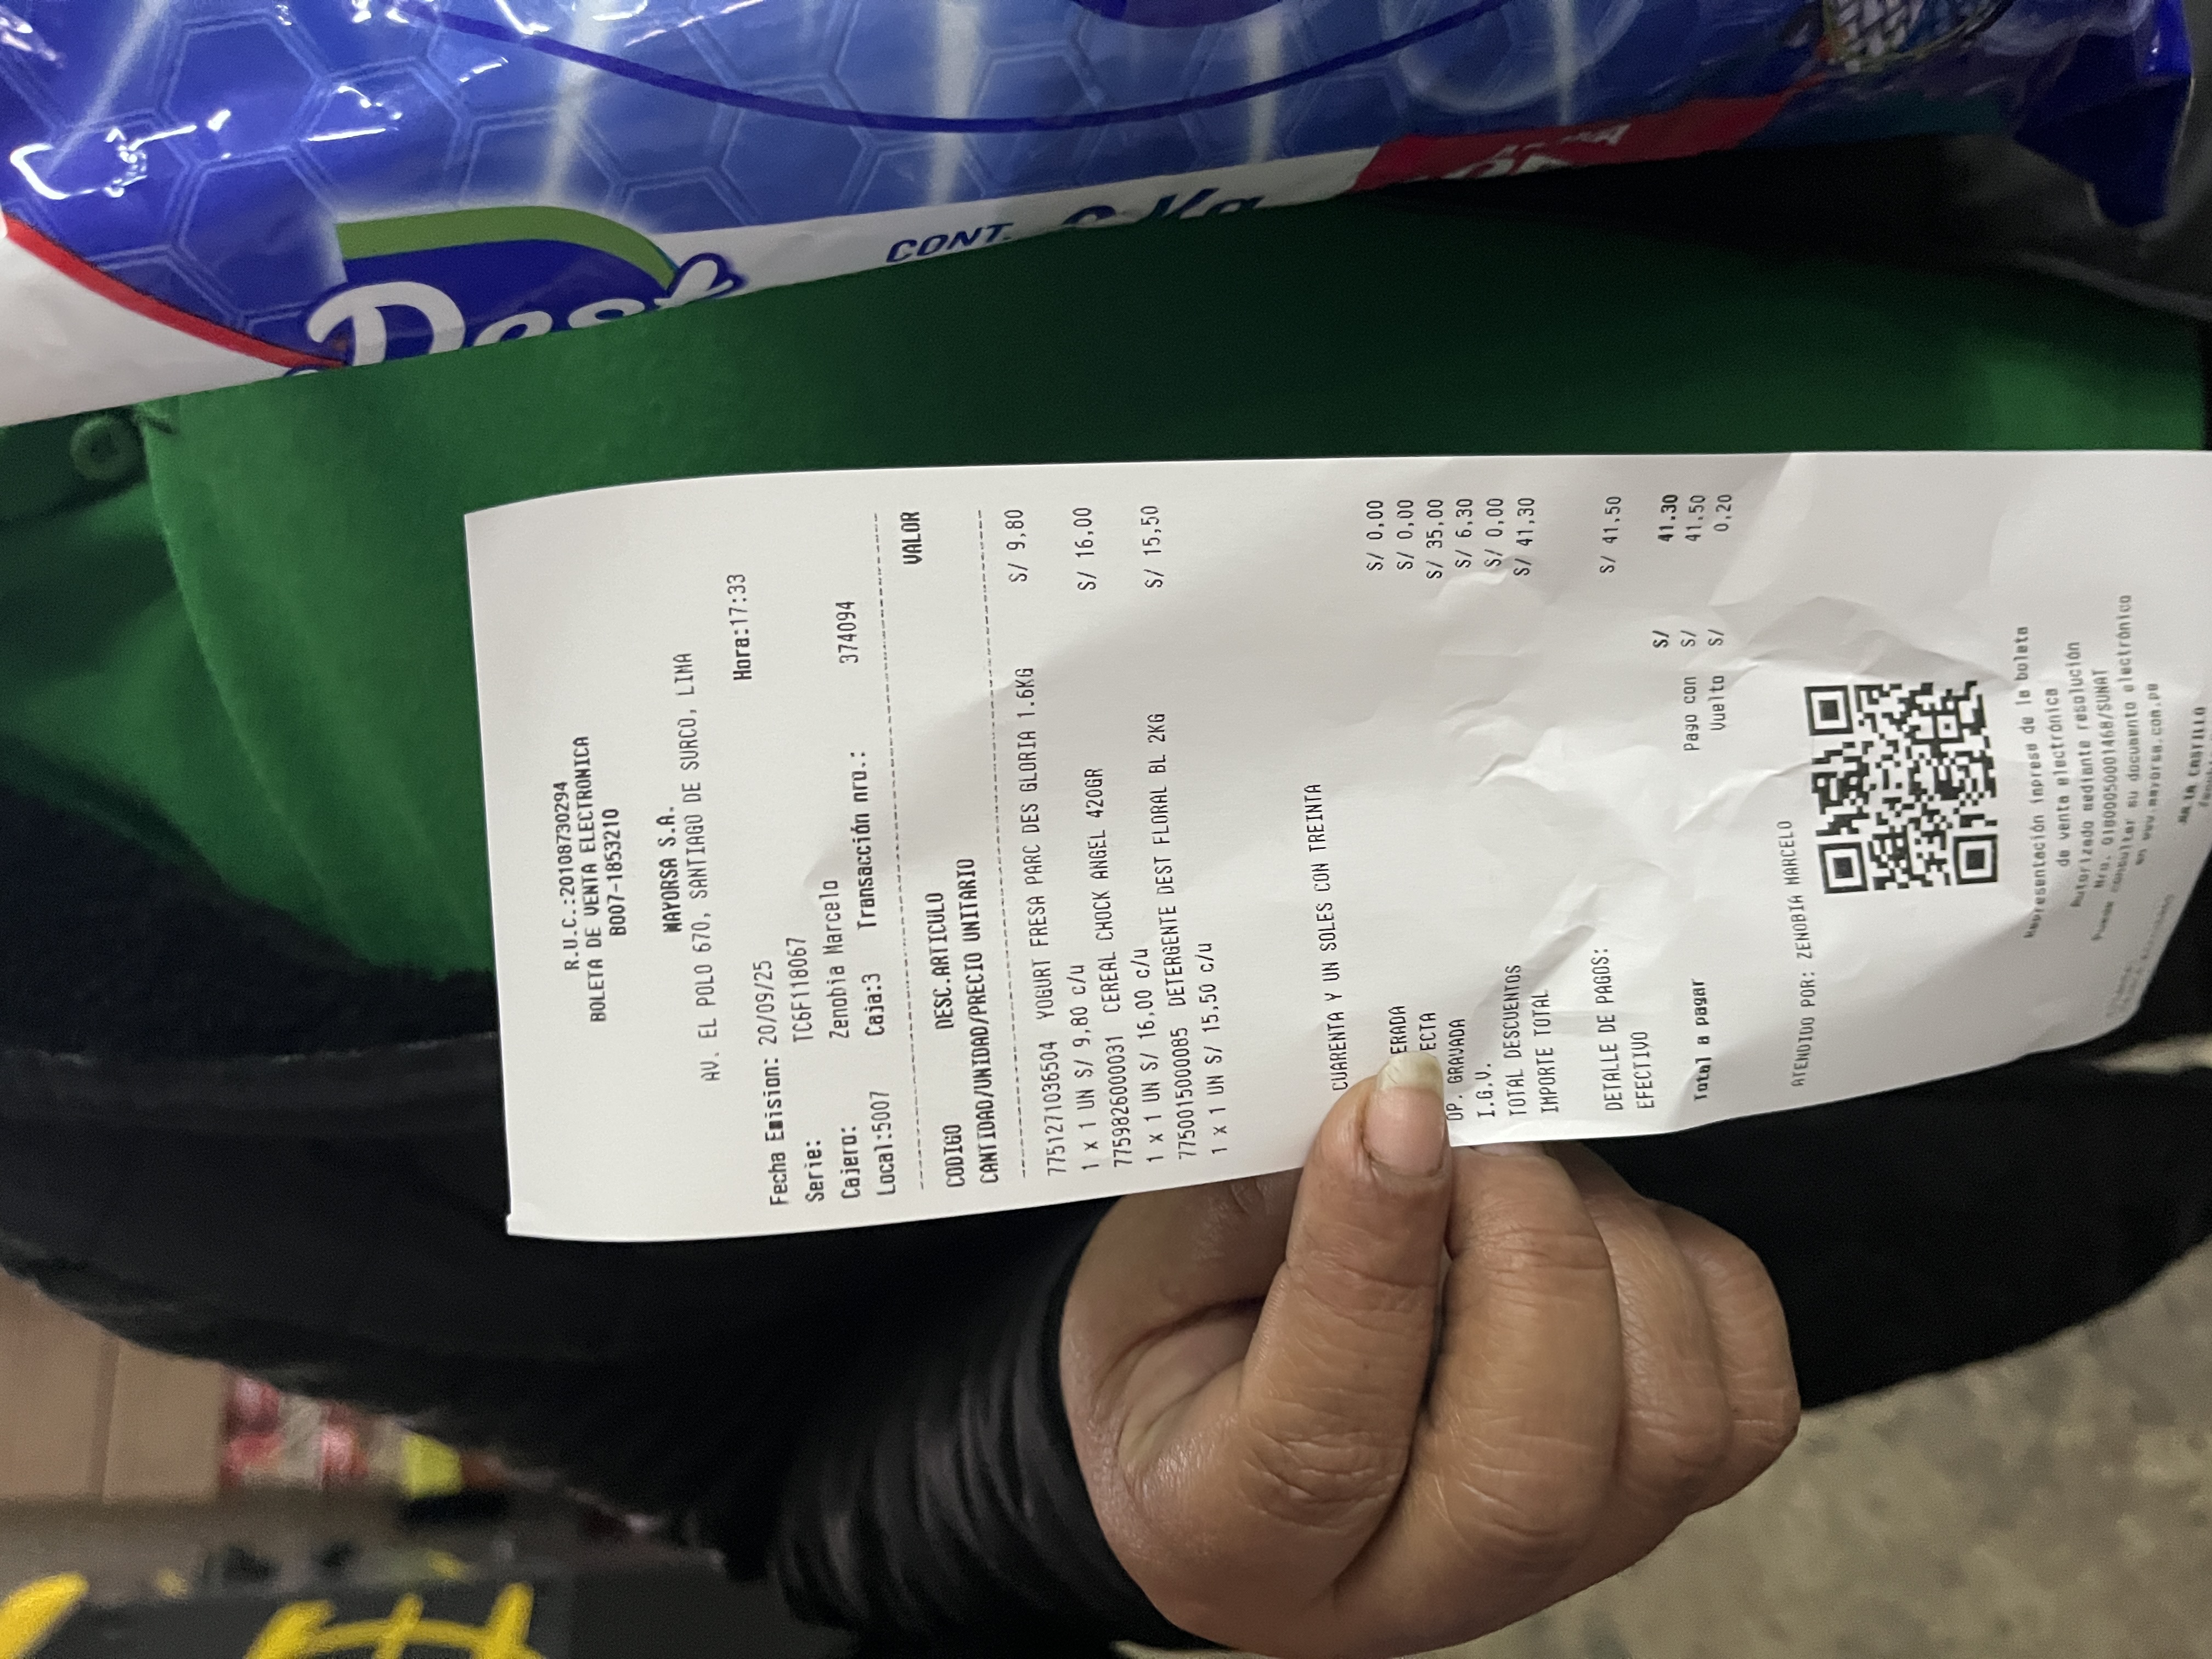 R.U.C.:20108730294
BOLETA DE VENTA ELECTRONICA
B007-1853210
MAYORSA S.A.
AV. EL POLO 670, SANTIAGO DE SURCO, LIMA
Fecha Emision: 20/09/25 Hora:17:33
Serie: TC6F118067
Cajero: Zenobia Marcelo
Local:5007 Caja:3 Transacción nro.: 374094
CODIGO DESC.ARTICULO VALOR
CANTIDAD/UNIDAD/PRECIO UNITARIO
7751271036504 YOGURT FRESA PARC DES GLORIA 1.6KG S/ 9,80
1 x 1 UN S/ 9,80 c/u
7759826000031 CEREAL CHOCK ANGEL 420GR S/ 16,00
1 x 1 UN S/ 16,00 c/u
7750015000085 DETERGENTE DEST FLORAL BL 2KG S/ 15,50
1 x 1 UN S/ 15,50 c/u
CUARENTA Y UN SOLES CON TREINTA
ERADA S/ 0,00
ECTA S/ 0,00
OP. GRAVADA S/ 35,00
I.G.V. S/ 6,30
TOTAL DESCUENTOS S/ 0,00
IMPORTE TOTAL S/ 41,30
DETALLE DE PAGOS:
EFECTIVO S/ 41,50
Total a pagar S/ 41.30
Pago con S/ 41,50
Vuelto S/ 0,20
ATENDIDO POR: ZENOBIA MARCELO
Representación impresa de la boleta
de venta electrónica
Autorizado mediante resolución
Nro. 01800050001468/SUNAT
Puede consultar su documento electrónico
en www.mayorsa.com.pe
CASTILLO
CONT.